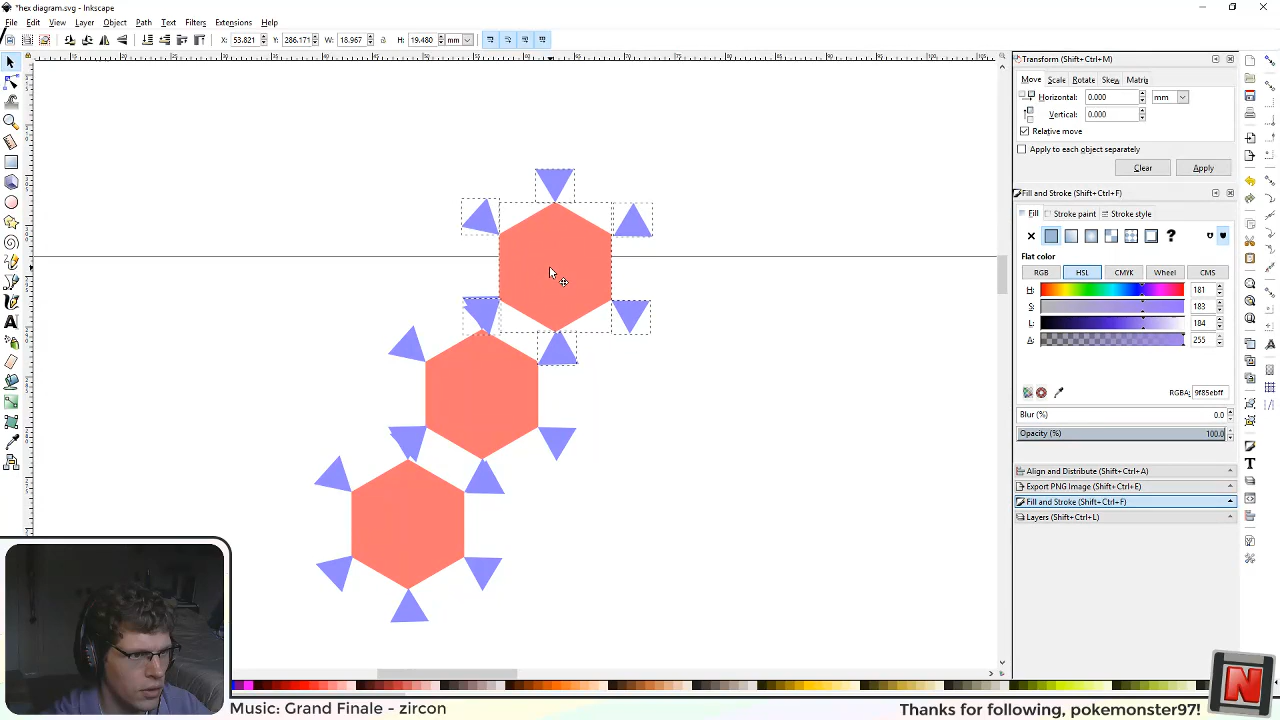 *hex diagram.svg - Inkscape
File Edit View Layer Object Path Text Filters Extensions Help
X: 53.821 Y: 286.171 W: 18.967 H: 19.480 mm
Transform (Shift+Ctrl+M)
Move Scale Rotate Skew Matrix
Horizontal: 0.000 mm
Vertical: 0.000
Relative move
Apply to each object separately
Clear Apply
Fill and Stroke (Shift+Ctrl+F)
Fill Stroke paint Stroke style
?
Flat color
RGB HSL CMYK Wheel CMS
H: 181
S: 183
L: 184
A: 255
RGBA: 9f85ebff
Blur (%) 0.0
Opacity (%) 100.0
Align and Distribute (Shift+Ctrl+A)
Export PNG Image (Shift+Ctrl+E)
Fill and Stroke (Shift+Ctrl+F)
Layers (Shift+Ctrl+L)
Music: Grand Finale - zircon
Thanks for following, pokemonster97!
N